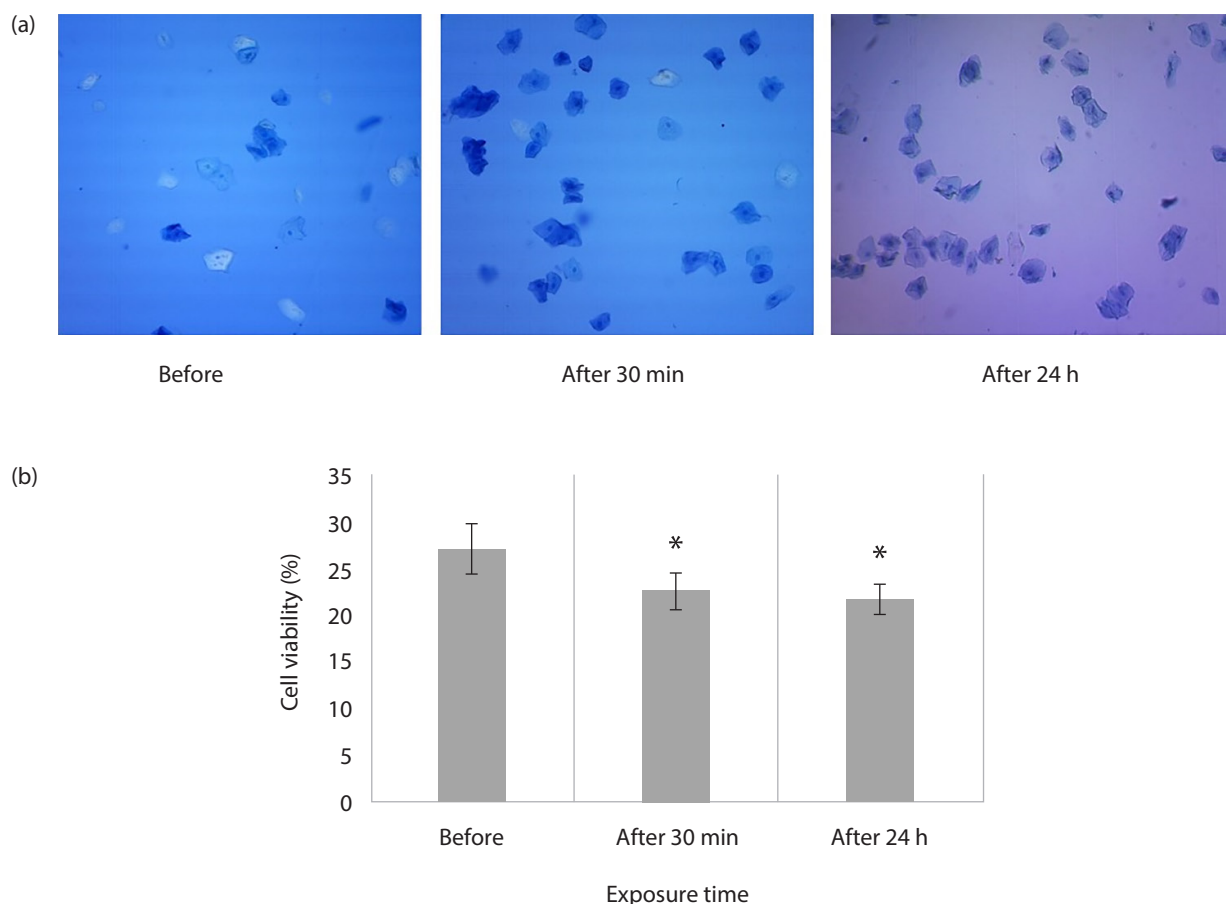 (a)
Before
After 30 min
After 24 h
(b)
35
30
25
20
15
10
5
0
Cell viability (%)
*
*
Before
After 30 min
After 24 h
Exposure time